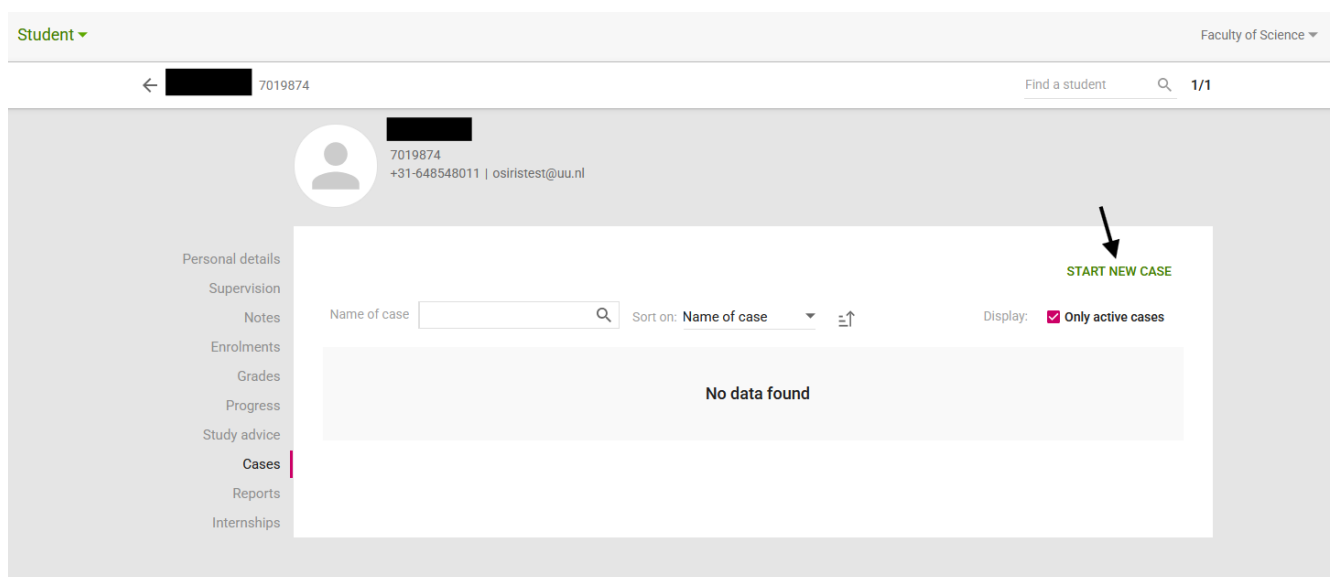 Student
Faculty of Science
7019874
Find a student
1/1
7019874
+31-648548011 | osiristest@uu.nl
Personal details
Supervision
Notes
Enrolments
Grades
Progress
Study advice
Cases
Reports
Internships
START NEW CASE
Name of case
Sort on: Name of case
Display: Only active cases
No data found